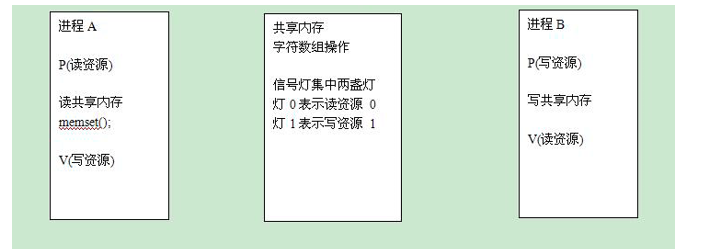 进程 A
P(读资源)
读共享内存
memset();
V(写资源)
共享内存
字符数组操作
信号灯集中两盏灯
灯 0 表示读资源 0
灯 1 表示写资源 1
进程 B
P(写资源)
写共享内存
V(读资源)